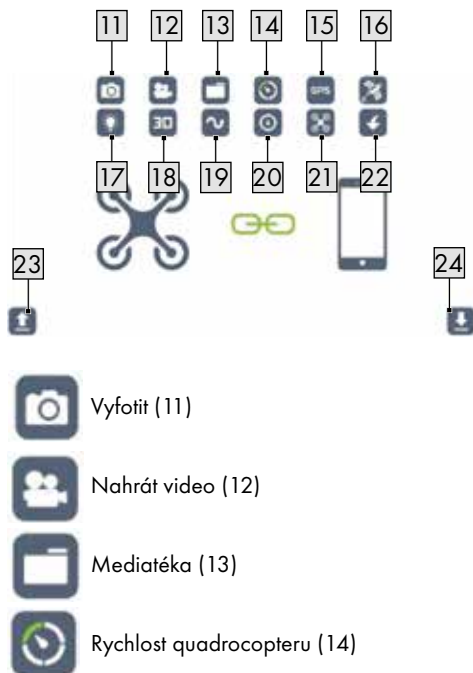 11 12 13 14 15 16
GPS
3D
17 18 19 20 21 22
23 24
Vyfotit (11)
Nahrát video (12)
Mediatéka (13)
Rychlost quadrocopteru (14)